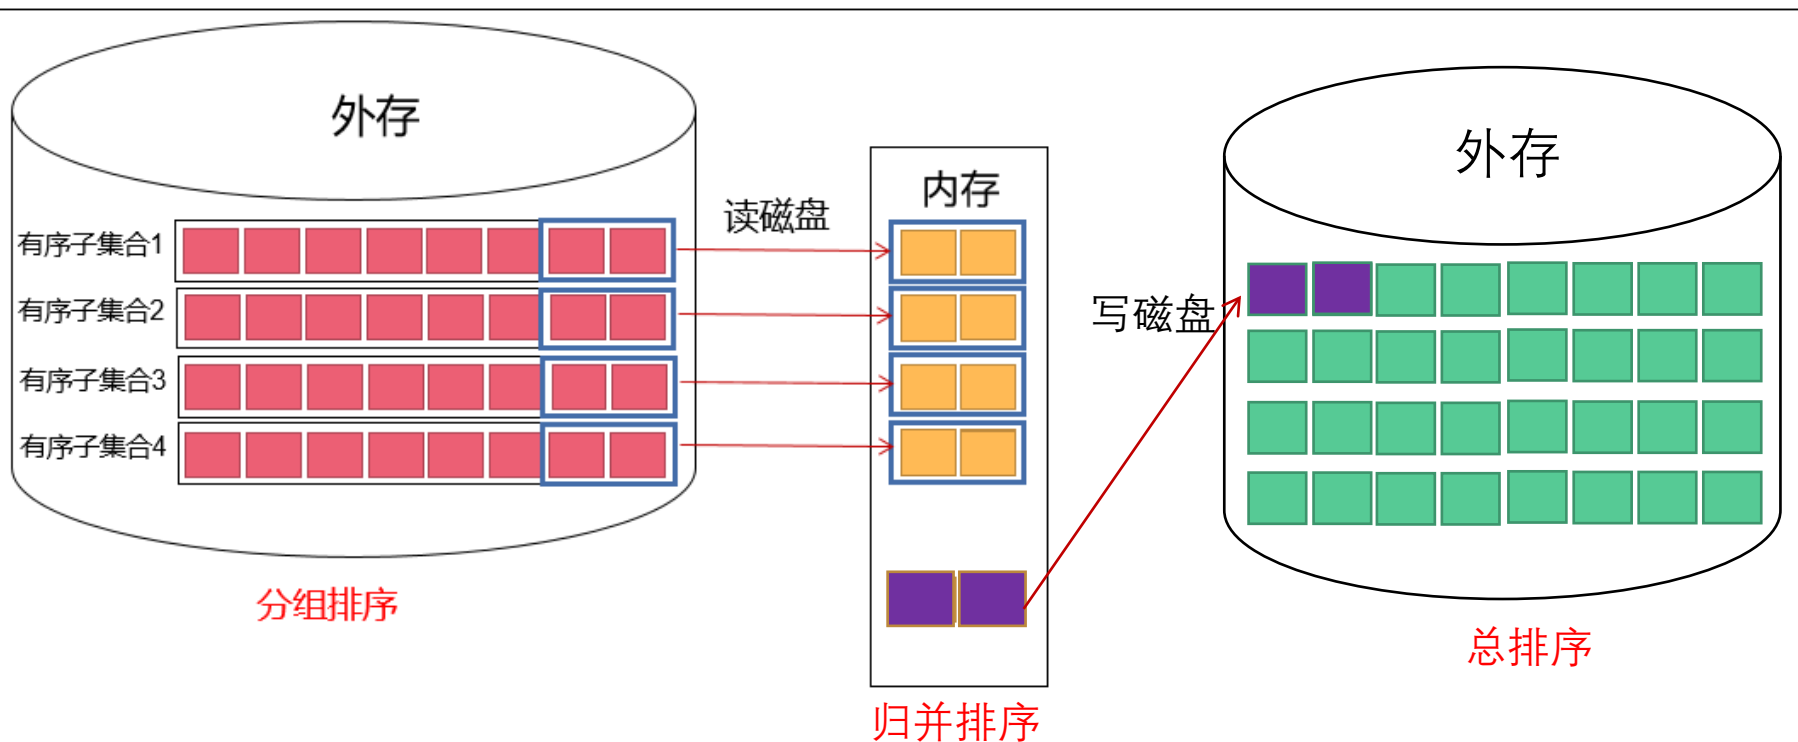 外存
有序子集合1
有序子集合2
有序子集合3
有序子集合4
分组排序
读磁盘
内存
归并排序
写磁盘
外存
总排序